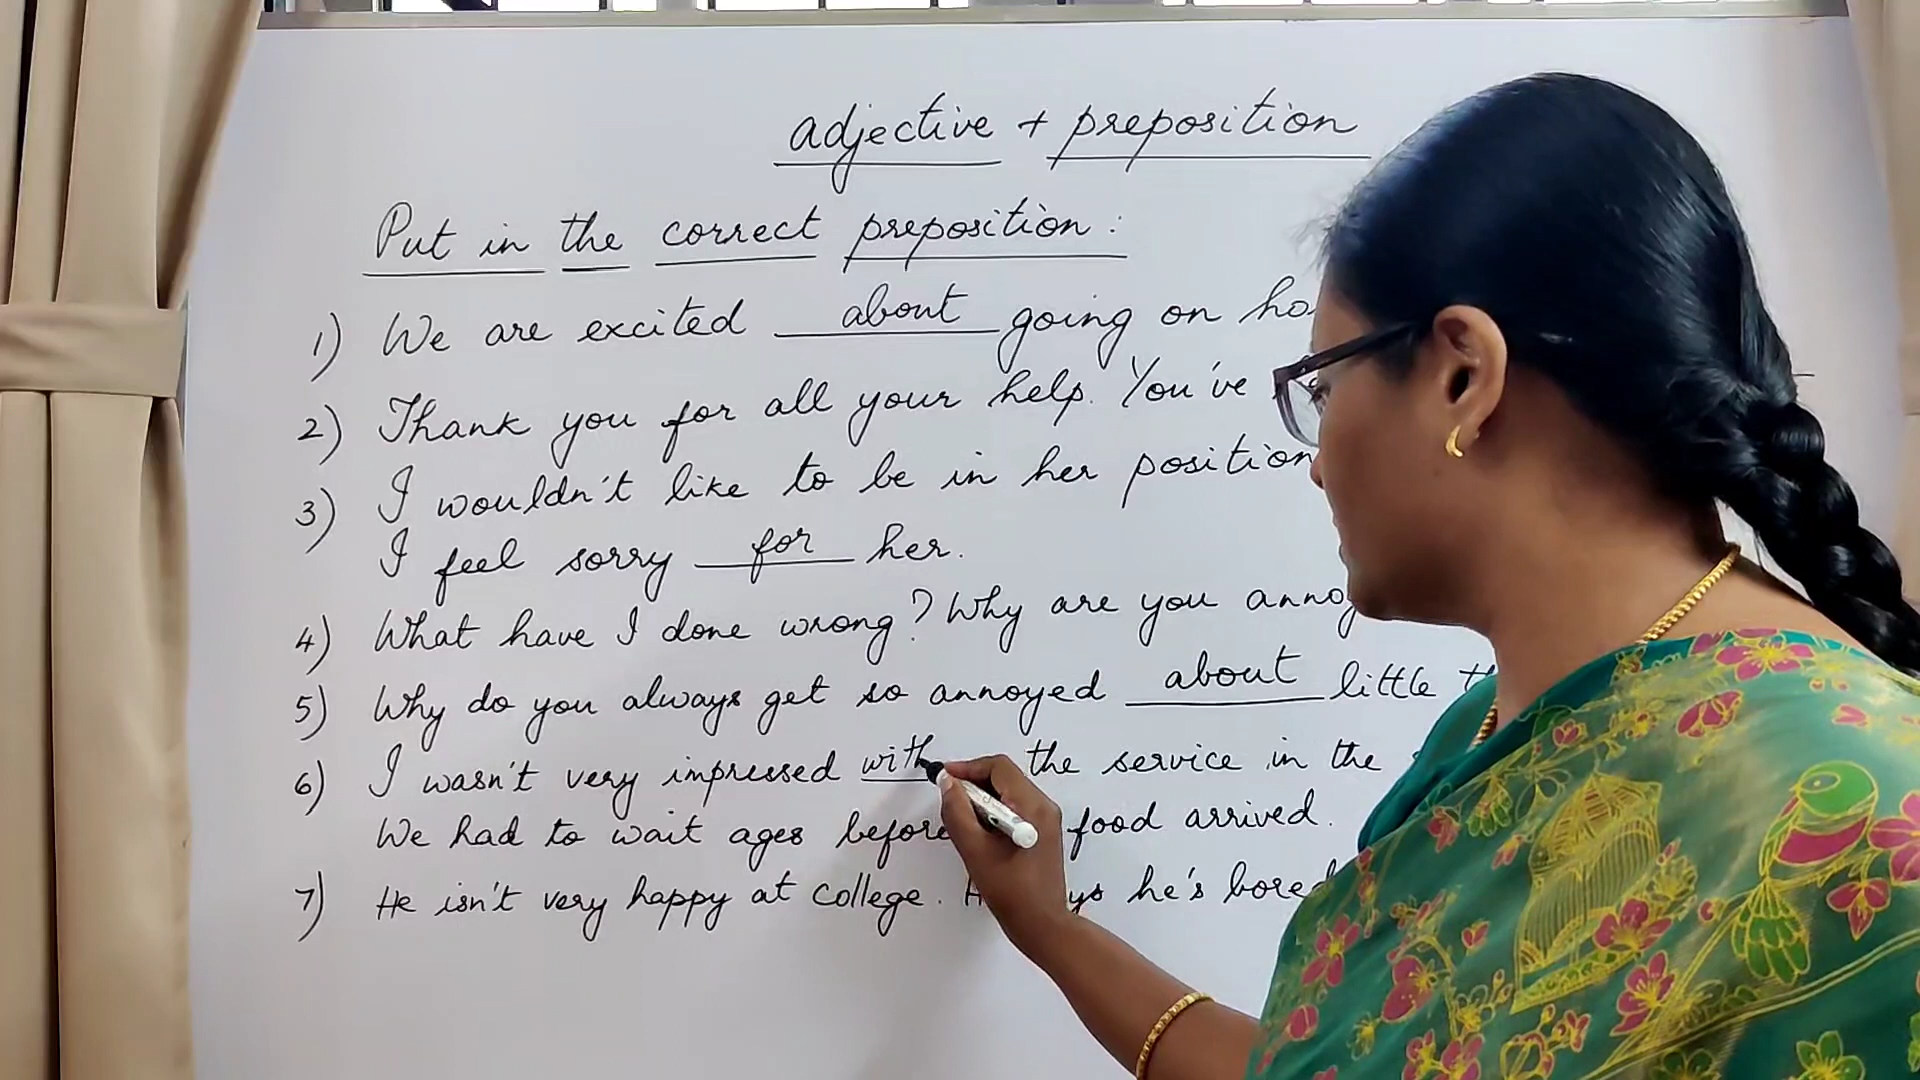 adjective + preposition
Put in the correct preposition :
1) We are excited about going on
2) Thank you for all your help. You've
3) I wouldn't like to be in her position
I feel sorry for her.
4) What have I done wrong? Why are you
5) Why do you always get so annoyed about little
6) I wasn't very impressed with the service in the
We had to wait ages before food arrived.
7) He isn't very happy at college. he's bored